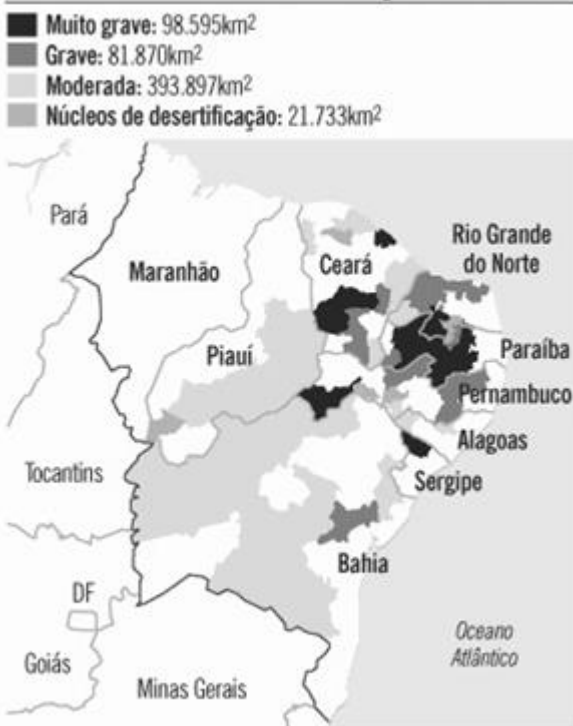 Muito grave: 98.595km²
Grave: 81.870km²
Moderada: 393.897km²
Núcleos de desertificação: 21.733km²
Pará
Maranhão
Ceará
Rio Grande
do Norte
Piauí
Paraíba
Pernambuco
Alagoas
Tocantins
Sergipe
Bahia
DF
Goiás
Minas Gerais
Oceano
Atlântico